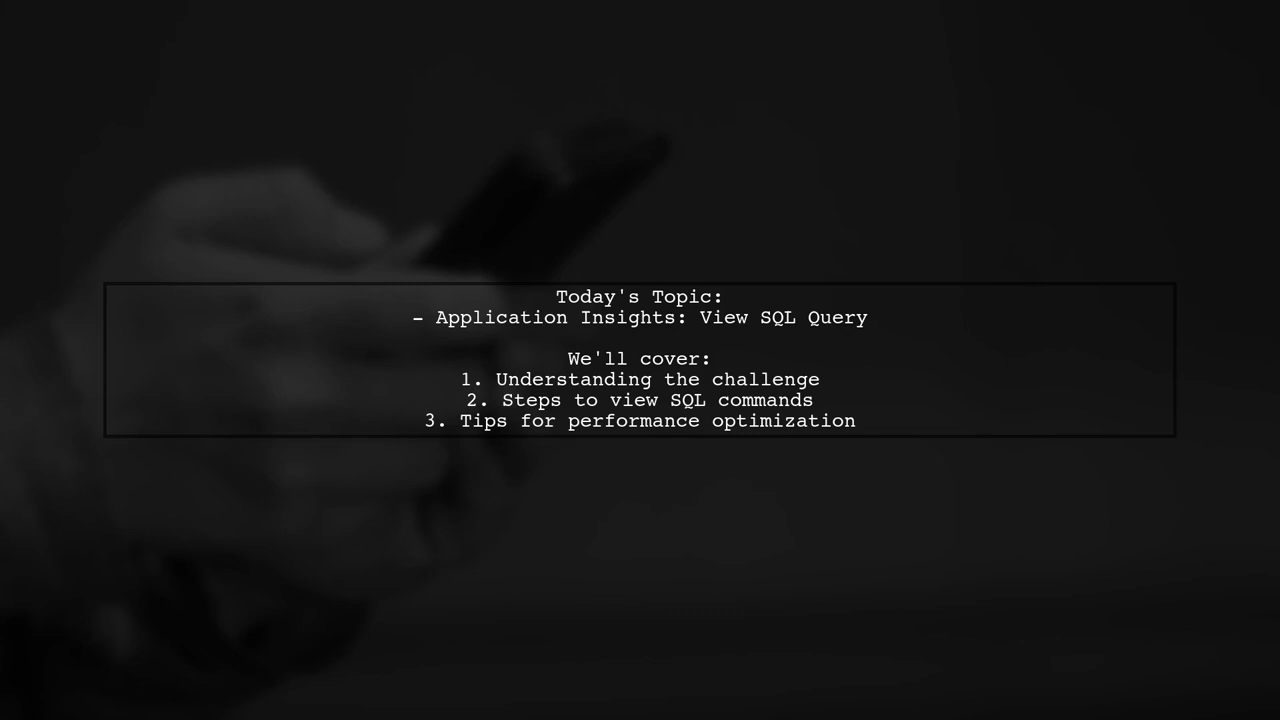 Today's Topic:
– Application Insights: View SQL Query
We'll cover:
1. Understanding the challenge
2. Steps to view SQL commands
3. Tips for performance optimization